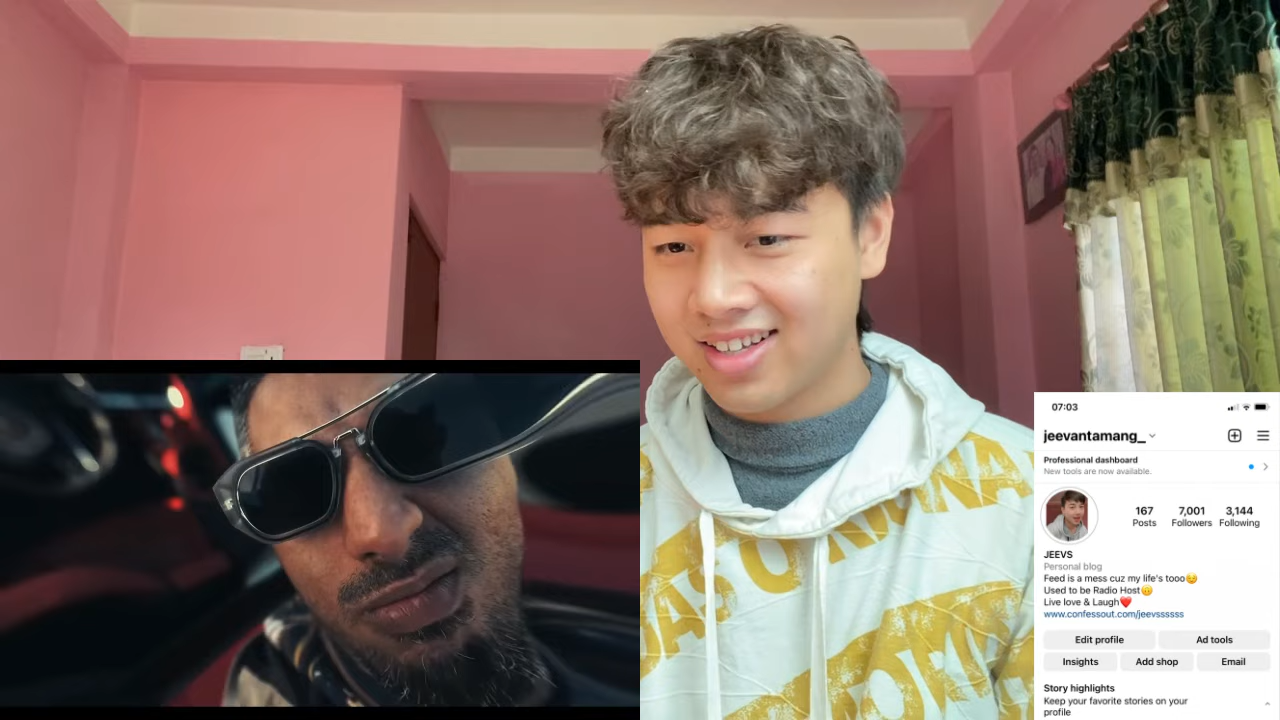 07:03
jeevantamang_
Professional dashboard
New tools are now available.
167 7,001 3,144
Posts Followers Following
JEEVS
Personal blog
Feed is a mess cuz my life's tooo😏
Used to be Radio Host🙃
Live love & Laugh❤️
www.confessout.com/jeevssssss
Edit profile Ad tools
Insights Add shop Email
Story highlights
Keep your favorite stories on your
profile